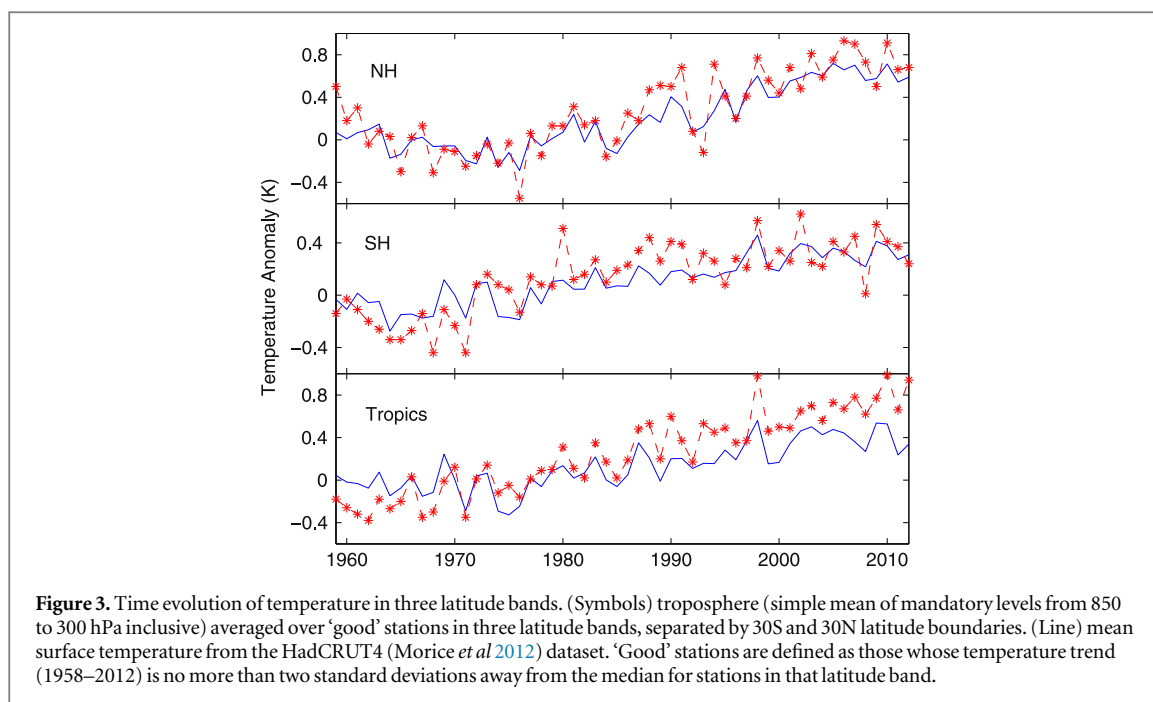 0.8
NH
0.4
0
−0.4
0.4
SH
0
−0.4
0.8
Tropics
0.4
0
−0.4
1960 1970 1980 1990 2000 2010
Temperature Anomaly (K)
Figure 3. Time evolution of temperature in three latitude bands. (Symbols) troposphere (simple mean of mandatory levels from 850
to 300 hPa inclusive) averaged over ‘good’ stations in three latitude bands, separated by 30S and 30N latitude boundaries. (Line) mean
surface temperature from the HadCRUT4 (Morice et al 2012) dataset. ‘Good’ stations are defined as those whose temperature trend
(1958–2012) is no more than two standard deviations away from the median for stations in that latitude band.